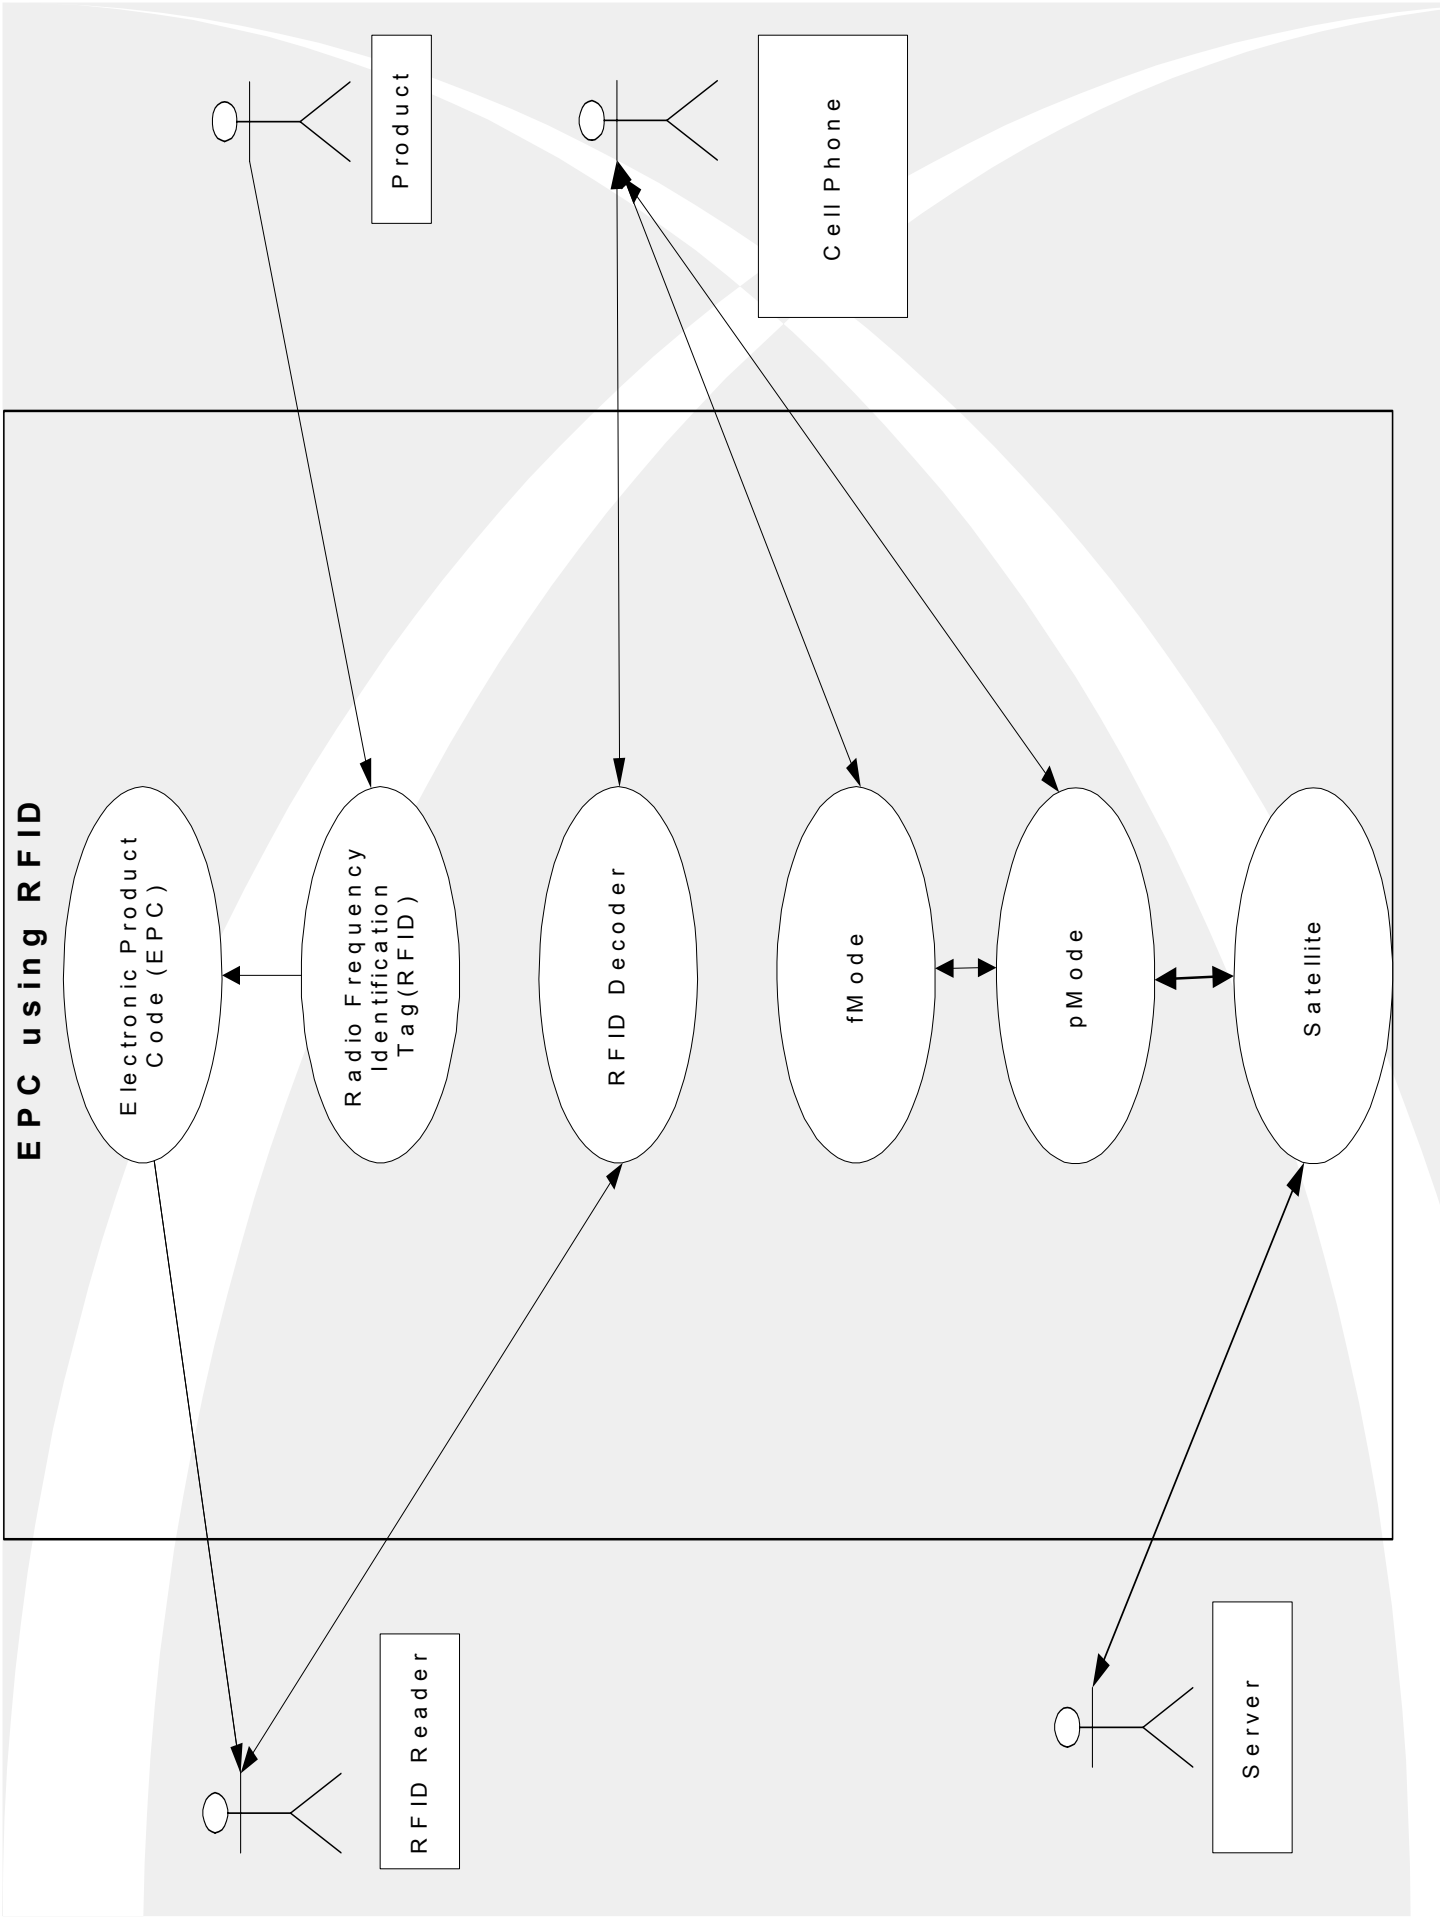 EPC using RFID
Electronic Product
Code (EPC)
Radio Frequency
Identification
Tag(RFID)
RFID Decoder
fMode
pMode
Satellite
RFID Reader
Server
Product
Cell Phone